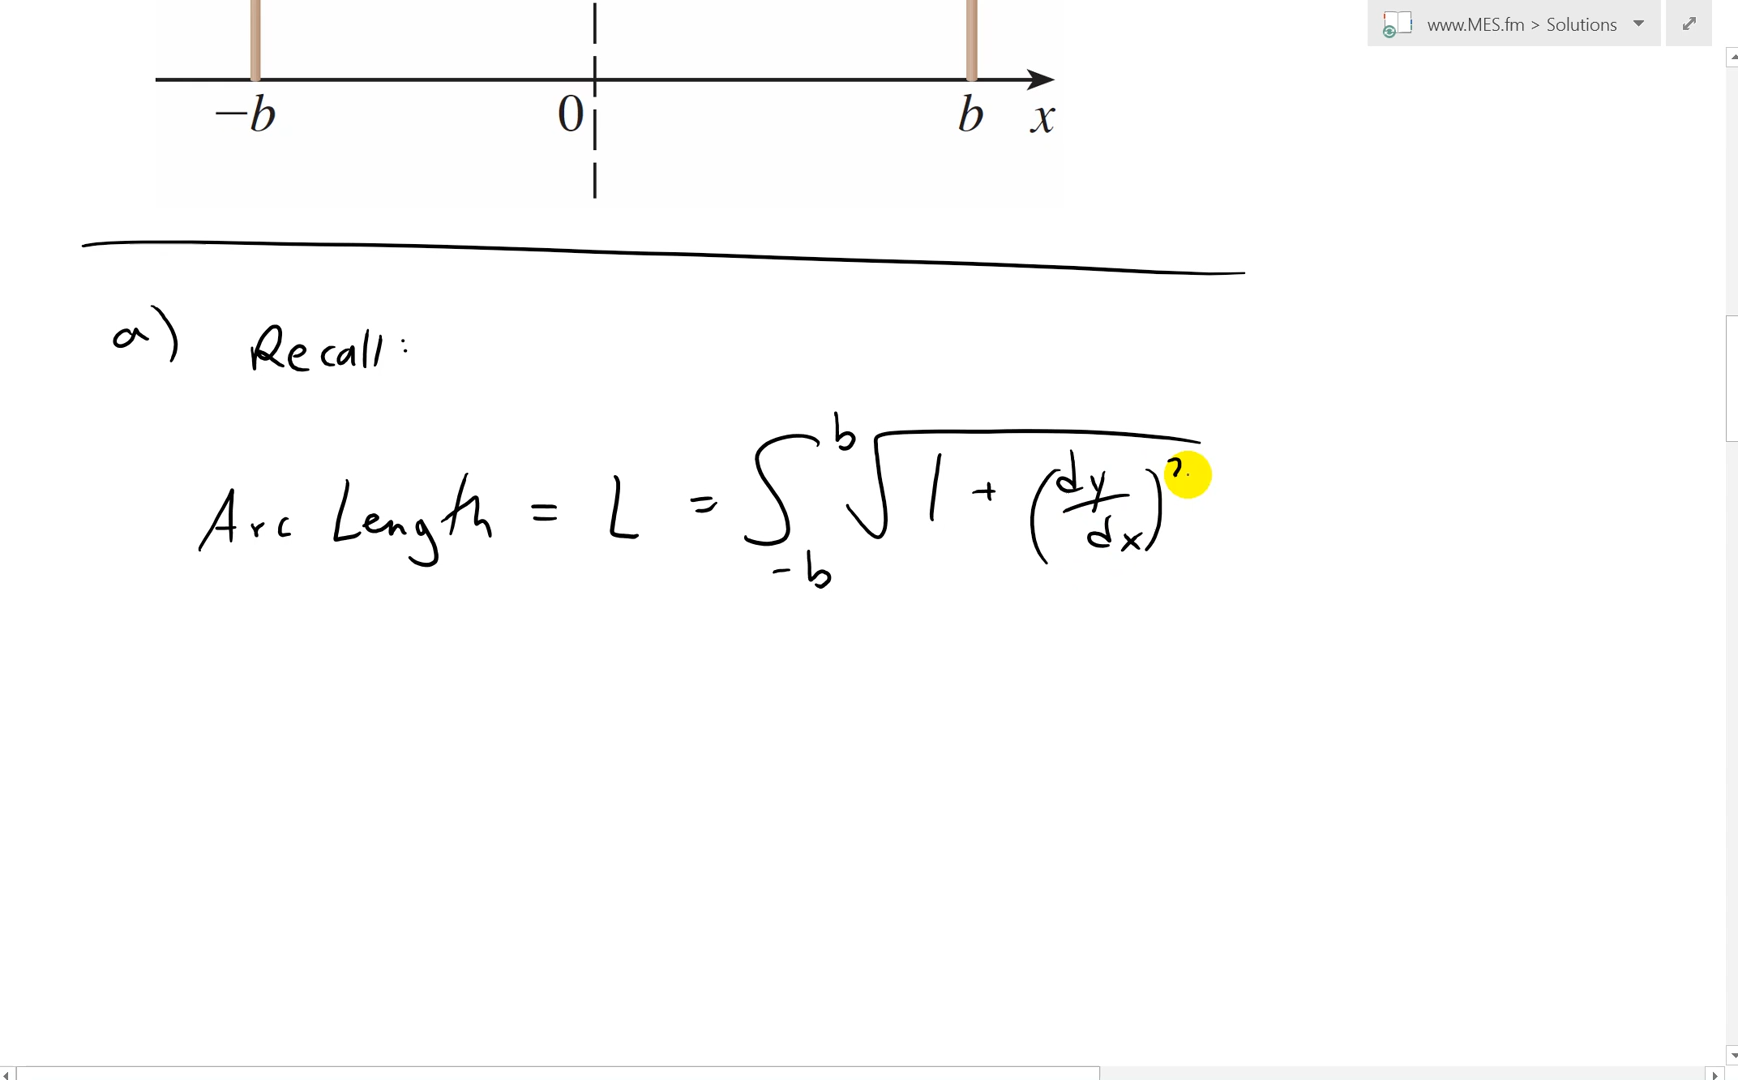 www.MES.fm > Solutions
−b 0 b x
a) Recall:
Arc Length = L = ∫_{-b}^{b} √(1 + (dy/dx)^2